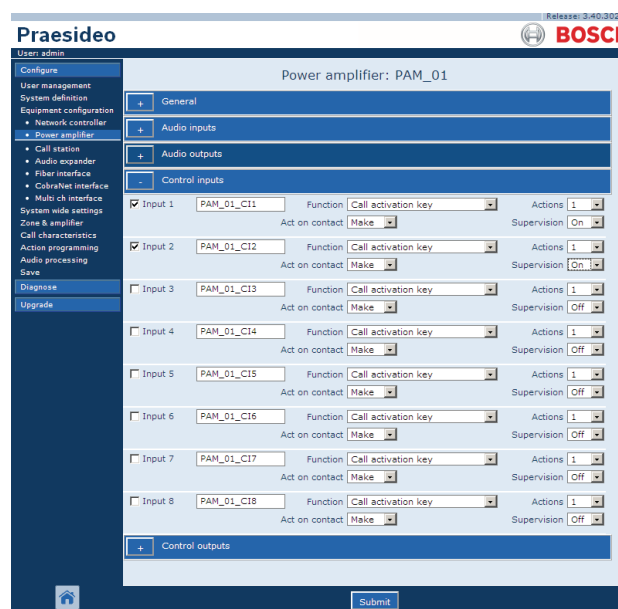 Release: 3.40.302
Praesideo
BOSCH
User: admin
Configure
User management
System definition
Equipment configuration
• Network controller
• Power amplifier
• Call station
• Audio expander
• Fiber interface
• CobraNet interface
• Multi ch interface
System wide settings
Zone & amplifier
Call characteristics
Action programming
Audio processing
Save
Diagnose
Upgrade
Power amplifier: PAM_01
+ General
+ Audio inputs
+ Audio outputs
- Control inputs
Input 1 PAM_01_CI1 Function Call activation key Actions 1
Act on contact Make Supervision On
Input 2 PAM_01_CI2 Function Call activation key Actions 1
Act on contact Make Supervision On
Input 3 PAM_01_CI3 Function Call activation key Actions 1
Act on contact Make Supervision Off
Input 4 PAM_01_CI4 Function Call activation key Actions 1
Act on contact Make Supervision Off
Input 5 PAM_01_CI5 Function Call activation key Actions 1
Act on contact Make Supervision Off
Input 6 PAM_01_CI6 Function Call activation key Actions 1
Act on contact Make Supervision Off
Input 7 PAM_01_CI7 Function Call activation key Actions 1
Act on contact Make Supervision Off
Input 8 PAM_01_CI8 Function Call activation key Actions 1
Act on contact Make Supervision Off
+ Control outputs
Submit